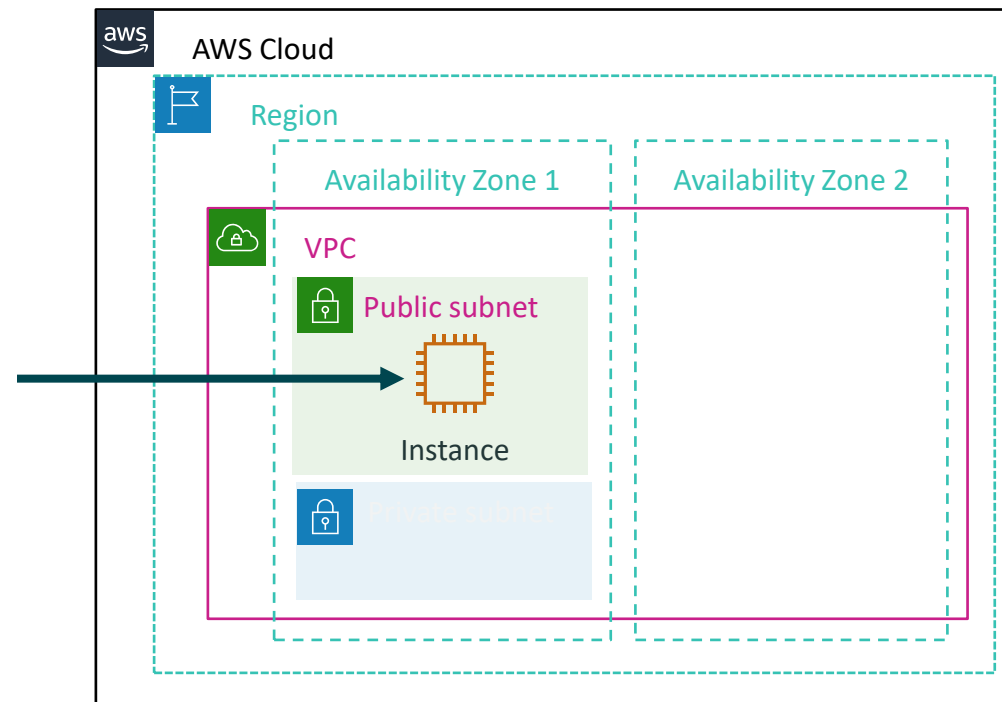 aws
AWS Cloud
Region
Availability Zone 1
Availability Zone 2
VPC
Public subnet
Instance
Private subnet